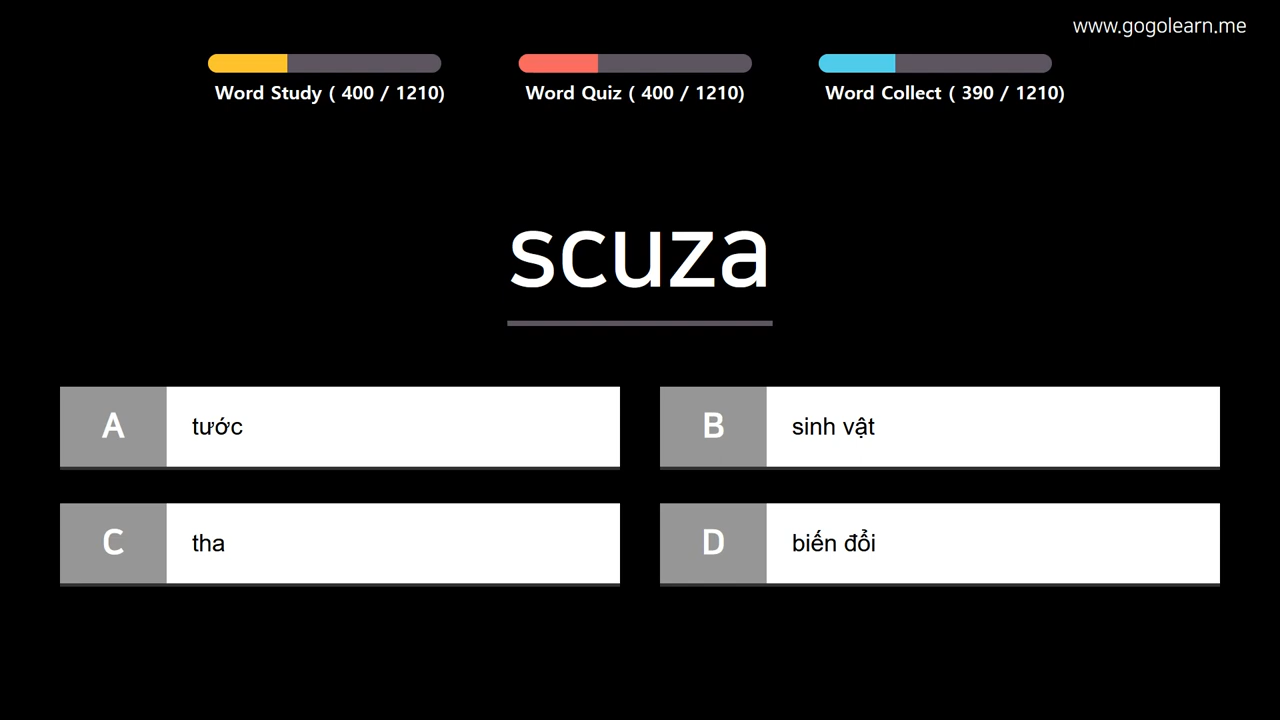 www.gogolearn.me
Word Study ( 400 / 1210)
Word Quiz ( 400 / 1210)
Word Collect ( 390 / 1210)
scuza
A
tước
B
sinh vật
C
tha
D
biến đổi